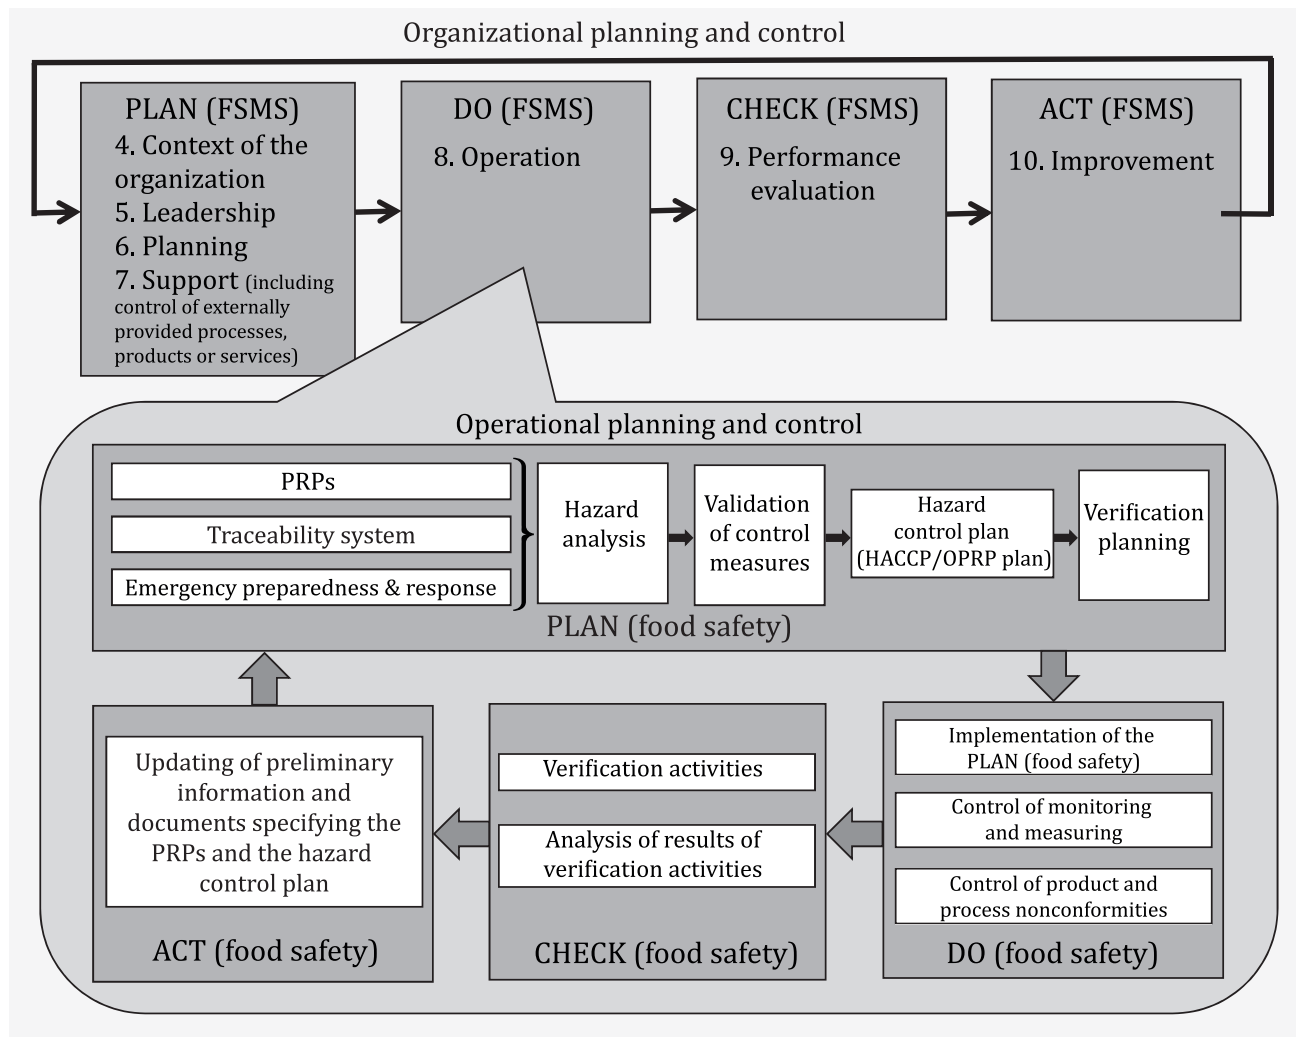 Organizational planning and control
PLAN (FSMS)
4. Context of the
organization
5. Leadership
6. Planning
7. Support (including
control of externally
provided processes,
products or services)
DO (FSMS)
8. Operation
CHECK (FSMS)
9. Performance
evaluation
ACT (FSMS)
10. Improvement
Operational planning and control
PRPs
Traceability system
Emergency preparedness & response
Hazard
analysis
Validation
of control
measures
Hazard
control plan
(HACCP/OPRP plan)
Verification
planning
PLAN (food safety)
Implementation of the
PLAN (food safety)
Control of monitoring
and measuring
Control of product and
process nonconformities
DO (food safety)
Verification activities
Analysis of results of
verification activities
CHECK (food safety)
Updating of preliminary
information and
documents specifying the
PRPs and the hazard
control plan
ACT (food safety)